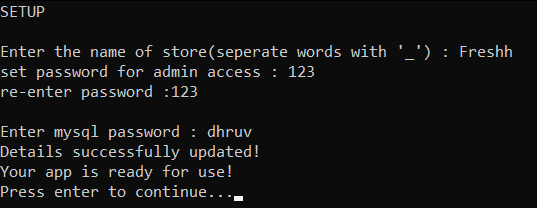 SETUP
Enter the name of store(seperate words with '_') : Freshh
set password for admin access : 123
re-enter password :123
Enter mysql password : dhruv
Details successfully updated!
Your app is ready for use!
Press enter to continue...